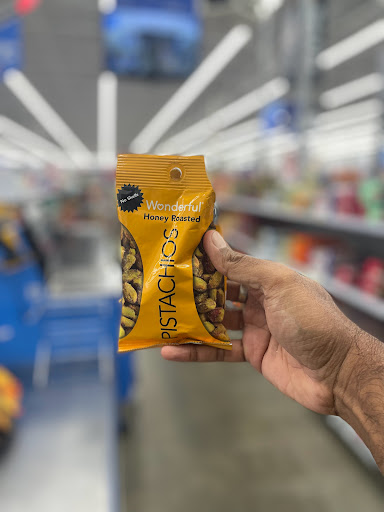 No Shells
Wonderful
Honey Roasted
PISTACHIOS